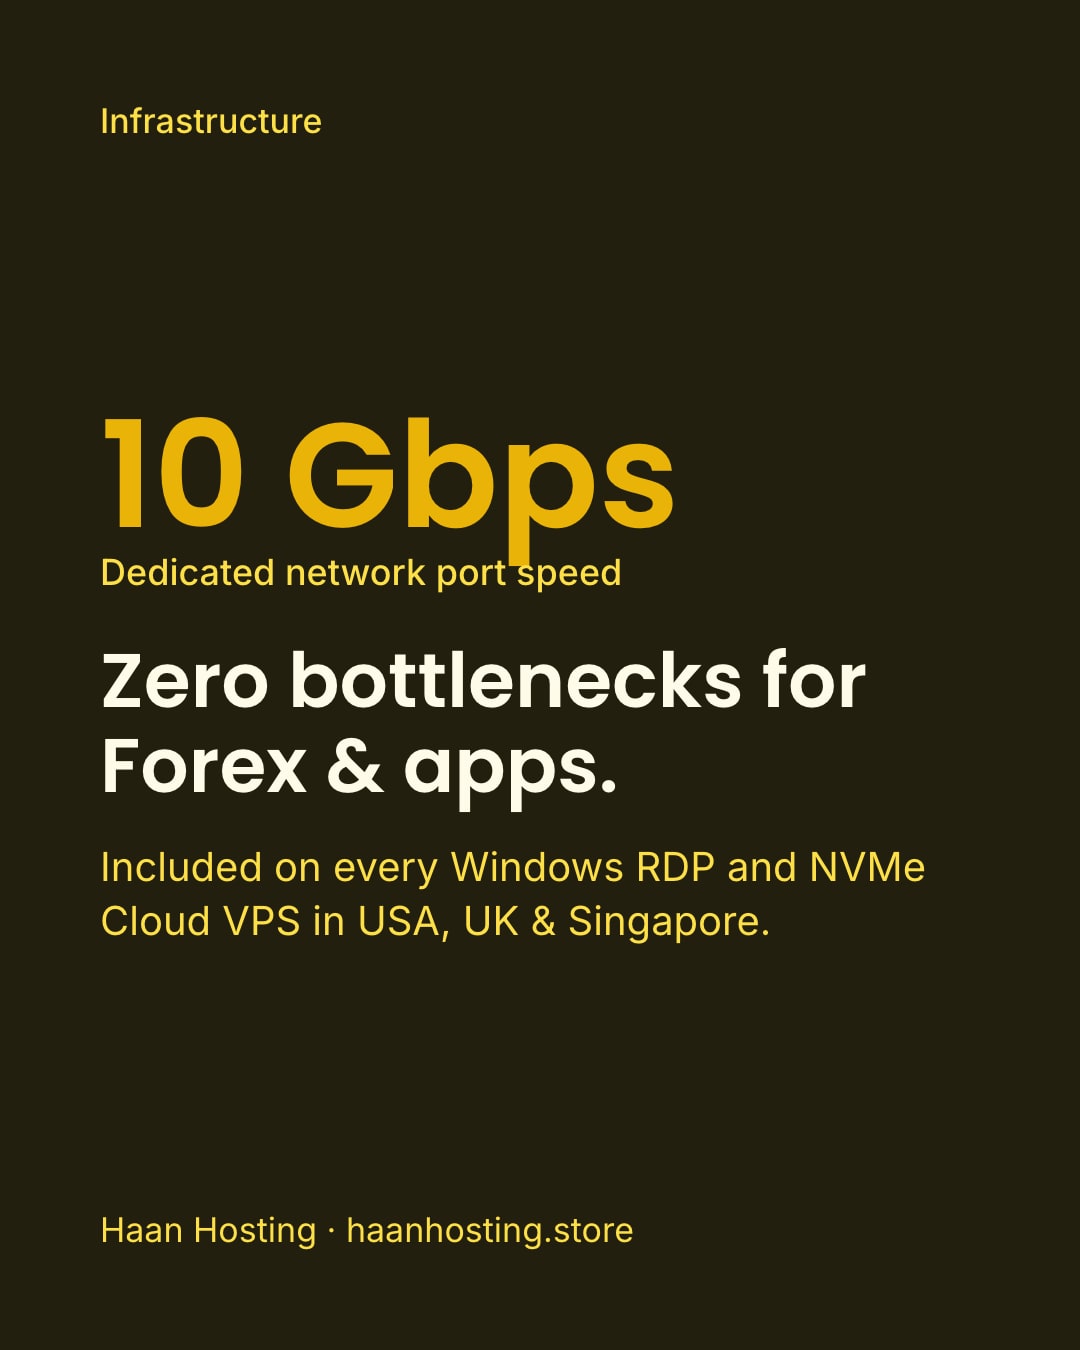 Infrastructure
10 Gbps
Dedicated network port speed
Zero bottlenecks for
Forex & apps.
Included on every Windows RDP and NVMe
Cloud VPS in USA, UK & Singapore.
Haan Hosting · haanhosting.store